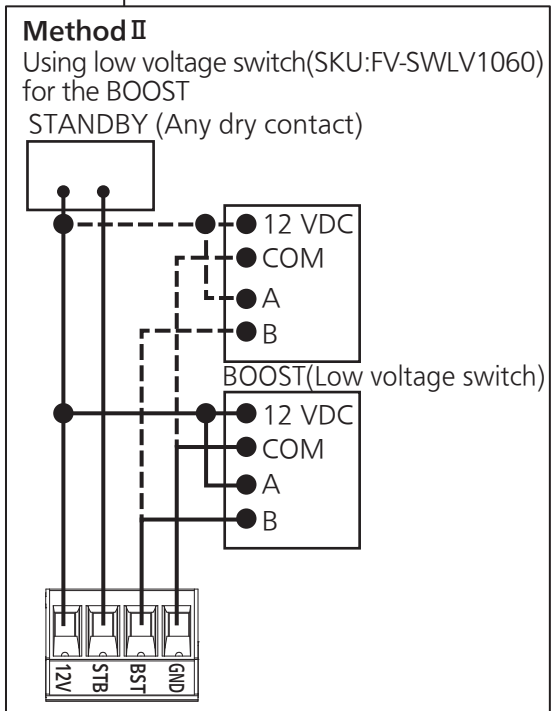 Method Ⅱ
Using low voltage switch(SKU:FV-SWLV1060)
for the BOOST
STANDBY (Any dry contact)
12 VDC
COM
A
B
BOOST(Low voltage switch)
12 VDC
COM
A
B
12V
STB
BST
GND